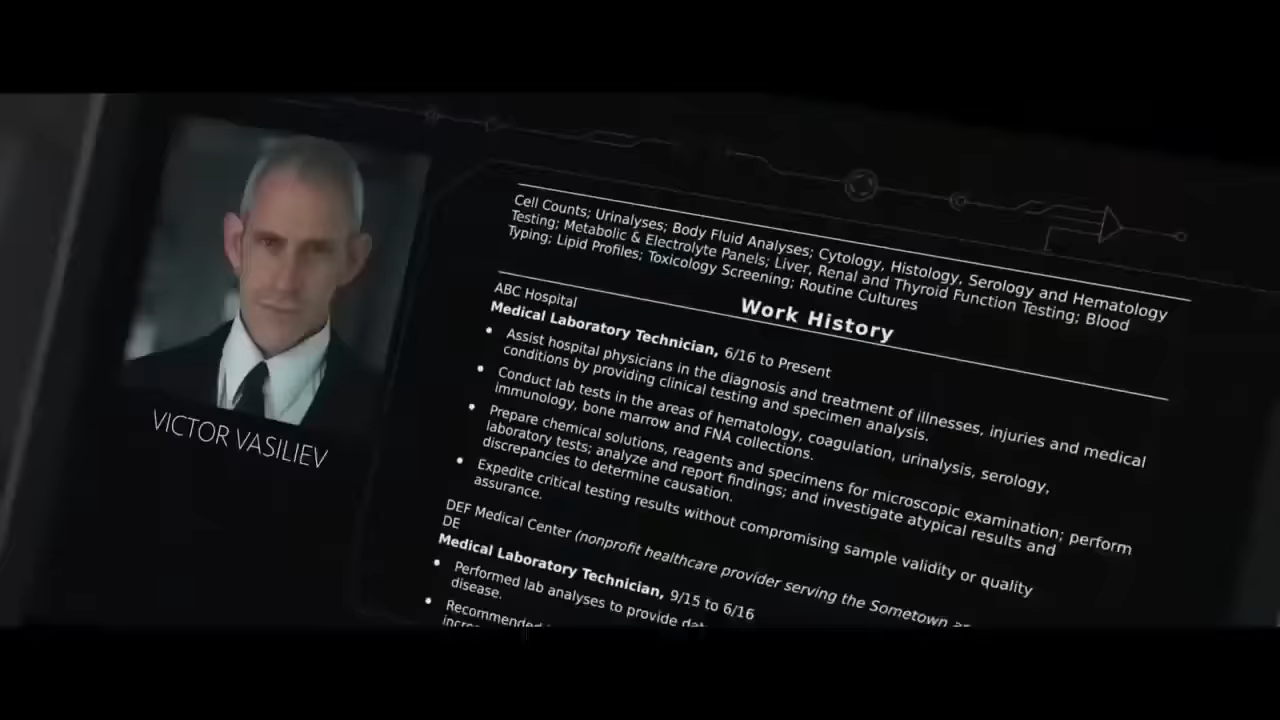 Cell Counts; Urinalyses; Body Fluid Analyses; Cytology, Histology, Serology and Hematology
Testing; Metabolic & Electrolyte Panels; Liver, Renal and Thyroid Function Testing; Blood
Typing; Lipid Profiles; Toxicology Screening; Routine Cultures
Work History
ABC Hospital
Medical Laboratory Technician, 6/16 to Present
• Assist hospital physicians in the diagnosis and treatment of illnesses, injuries and medical
conditions by providing clinical testing and specimen analysis.
• Conduct lab tests in the areas of hematology, coagulation, urinalysis, serology,
immunology, bone marrow and FNA collections.
• Prepare chemical solutions, reagents and specimens for microscopic examination; perform
laboratory tests; analyze and report findings; and investigate atypical results and
discrepancies to determine causation.
• Expedite critical testing results without compromising sample validity or quality
assurance.
DEF Medical Center (nonprofit healthcare provider serving the Sometown
DE
Medical Laboratory Technician, 9/15 to 6/16
• Performed lab analyses to provide
disease.
• Recommended
VICTOR VASILIEV